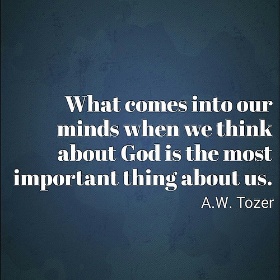 What comes into our
minds when we think
about God is the most
important thing about us.
A.W. Tozer